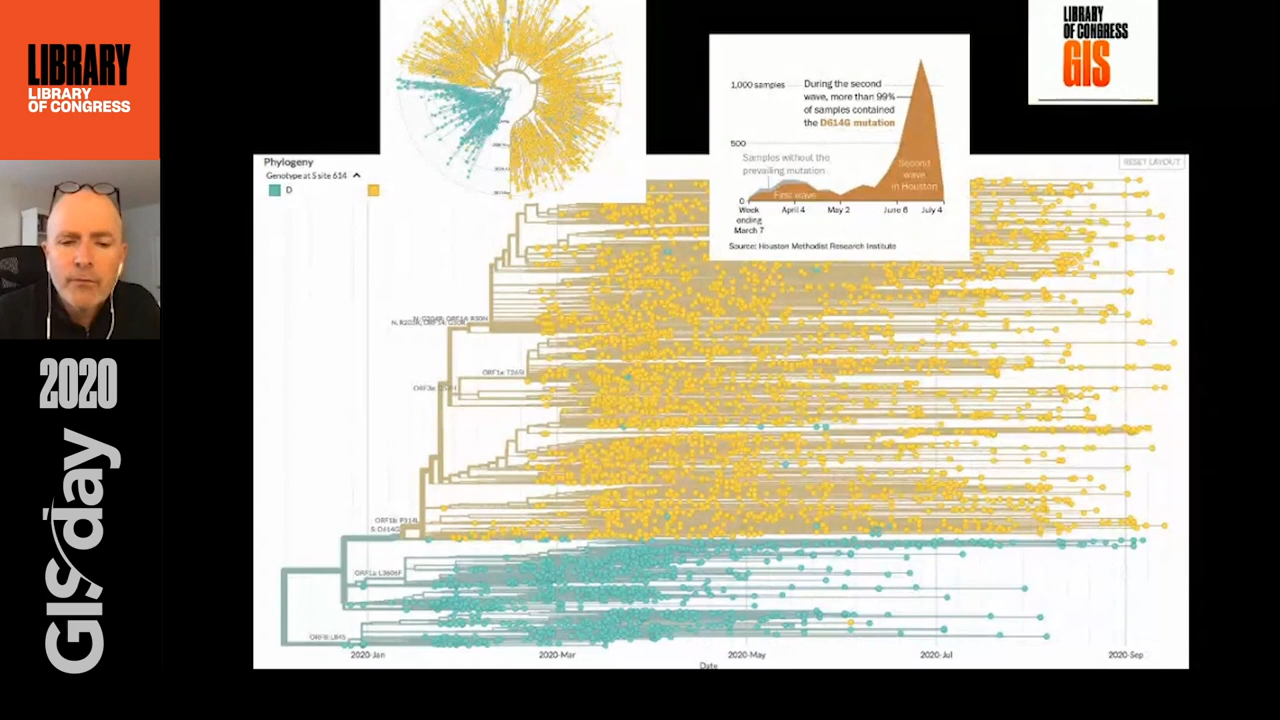 LIBRARY
LIBRARY
OF CONGRESS
2020
GISday
LIBRARY
OF CONGRESS
GIS
1,000 samples
During the second
wave, more than 99%
of samples contained
the D614G mutation
500
Samples without the
prevailing mutation
First wave
Second
wave
in Houston
0
Week
ending
March 7
April 4
May 2
June 6
July 4
Source: Houston Methodist Research Institute
Phylogeny
Genotype at S site 614
D
RESET LAYOUT
ORF1a: T265I
ORF1b: P314L
S: D614G
ORF1a: L3606F
ORF8: L84S
2020-Jan
2020-Mar
2020-May
2020-Jul
2020-Sep
Date